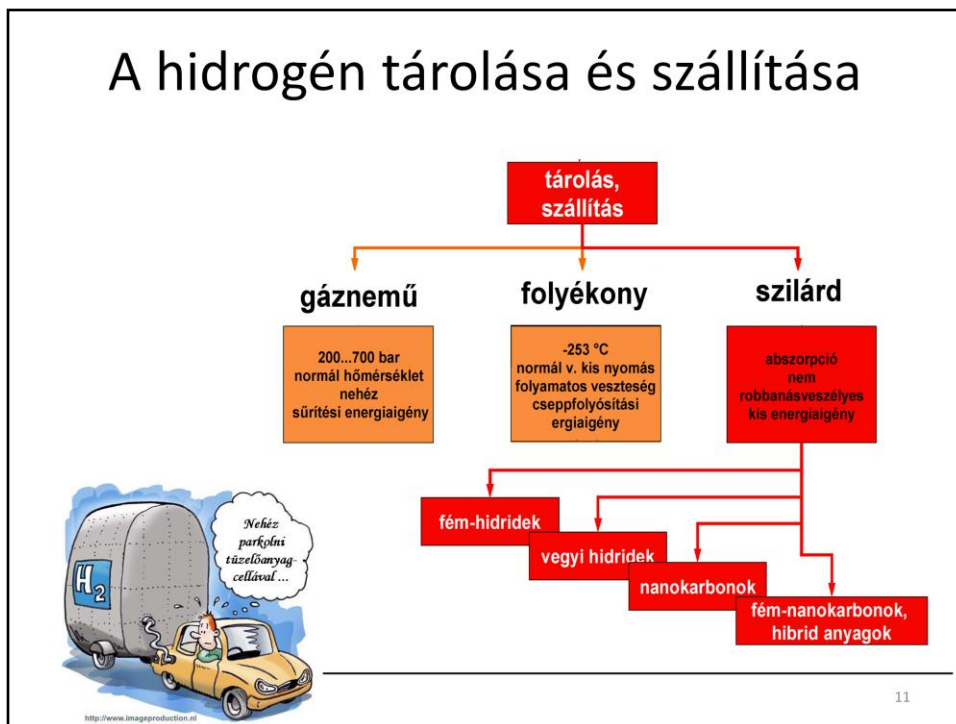 A hidrogén tárolása és szállítása
tárolás,
szállítás
gáznemű
folyékony
szilárd
200...700 bar
normál hőmérséklet
nehéz
sűrítési energiaigény
-253 °C
normál v. kis nyomás
folyamatos veszteség
cseppfolyósítási
ergiaigény
abszorpció
nem
robbanásveszélyes
kis energiaigény
fém-hidridek
vegyi hidridek
nanokarbonok
fém-nanokarbonok,
hibrid anyagok
Nehéz
parkolni
tüzelőanyag-
cellával ...
H2
http://www.imageproduction.nl
11